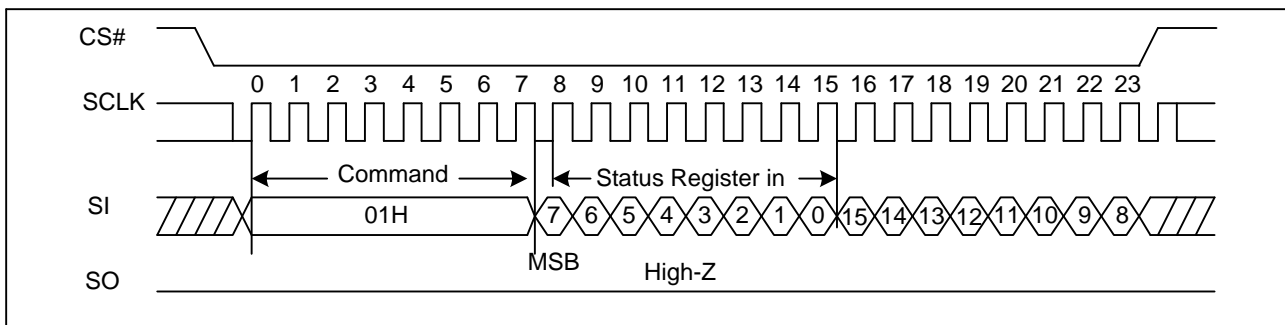 CS#
0 1 2 3 4 5 6 7 8 9 10 11 12 13 14 15 16 17 18 19 20 21 22 23
SCLK
Command Status Register in
SI 01H 7 6 5 4 3 2 1 0 15 14 13 12 11 10 9 8
MSB High-Z
SO